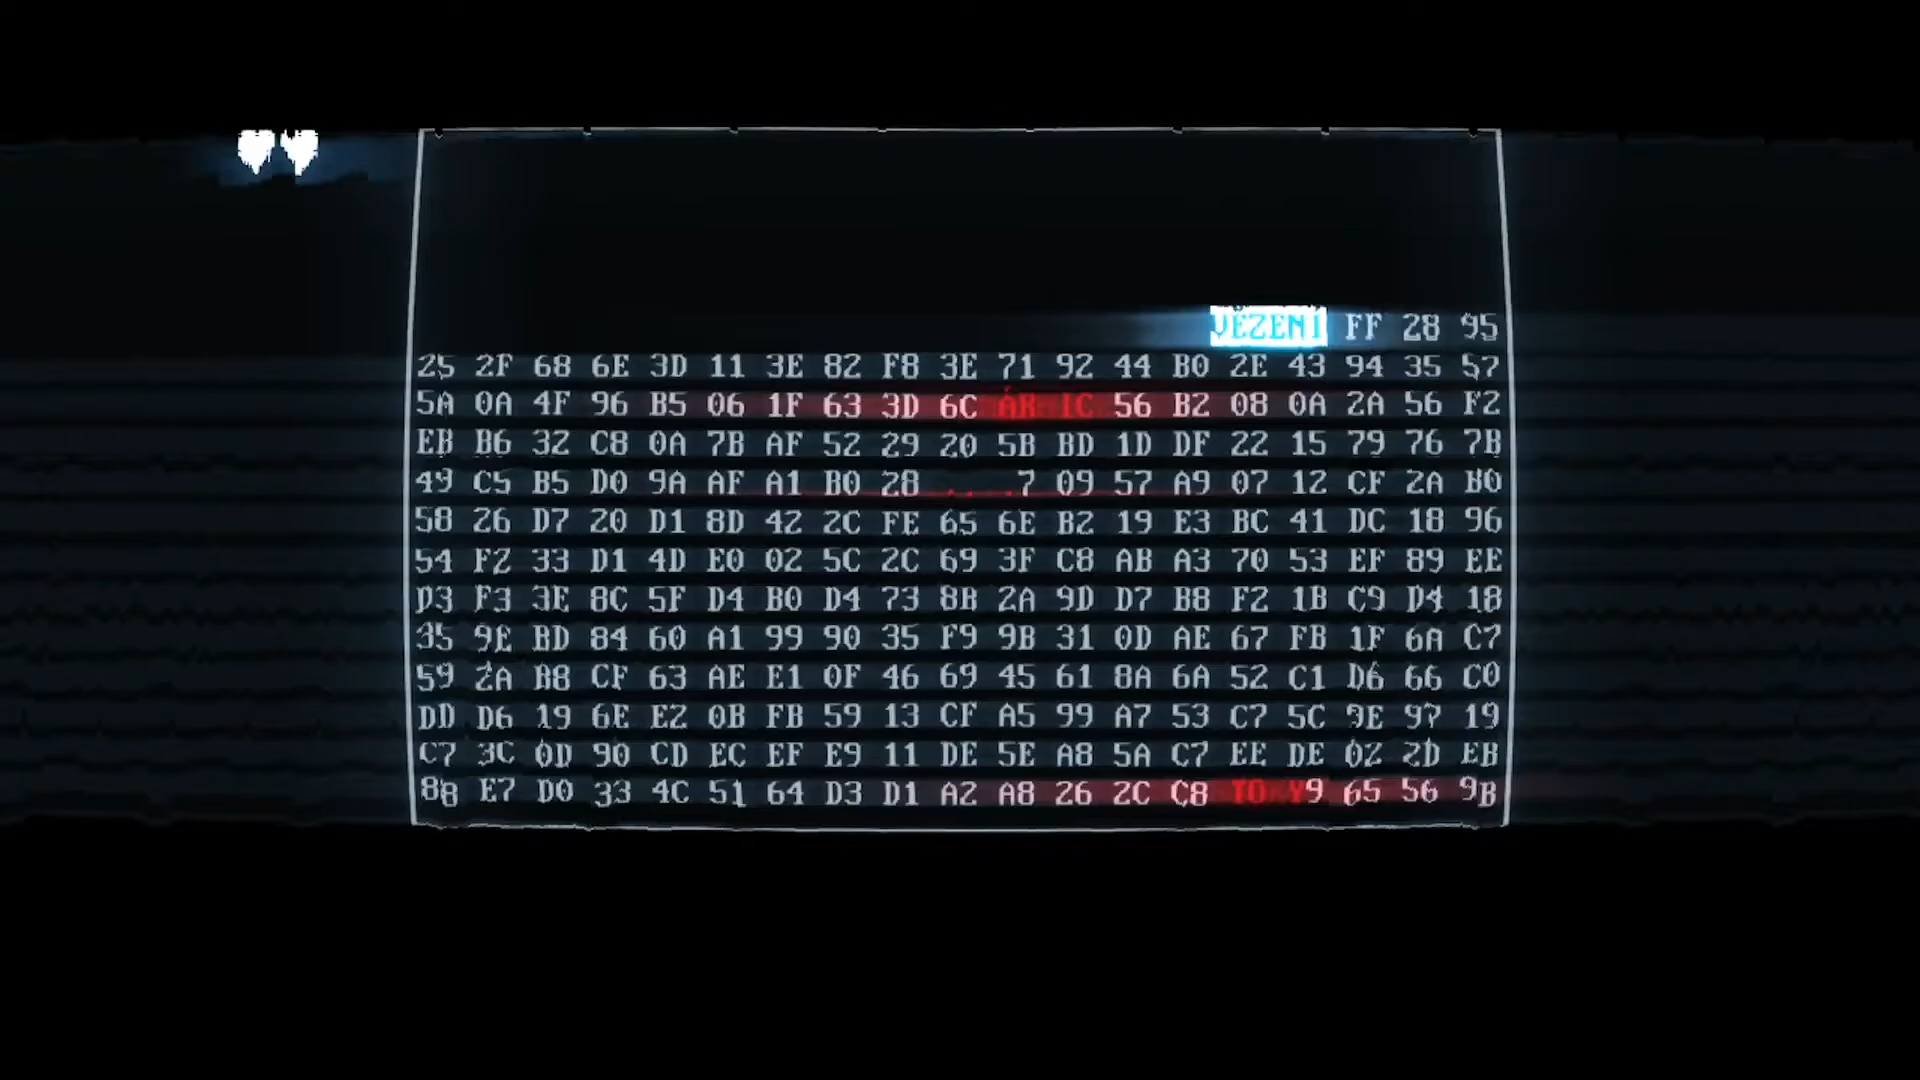 VĚZENÍ FF 28 95
25 2F 68 6E 3D 11 3E 82 F8 3E 71 92 44 B0 2E 43 94 35 57
5A 0A 4F 96 B5 06 1F 63 3D 6C 56 B2 08 0A 2A 56 F2
EB B6 32 C8 0A 7B AF 52 29 20 5B BD 1D DF 22 15 79 76 7B
49 C5 B5 D0 9A AF A1 B0 28 7 09 57 A9 07 12 CF 2A B0
58 26 D7 20 D1 8D 42 2C FE 65 6E B2 19 E3 BC 41 DC 18 96
54 F2 33 D1 4D E0 02 5C 2C 69 3F C8 AB A3 70 53 EF 89 EE
D3 F3 3E 8C 5F D4 B0 D4 73 8B 2A 9D D7 B8 F2 1B C9 D4 18
35 9E BD 84 60 A1 99 90 35 F9 9B 31 0D AE 67 FB 1F 6A C7
59 2A B8 CF 63 AE E1 0F 46 69 45 61 8A 6A 52 C1 D6 66 C0
DD D6 19 6E E2 0B FB 59 13 CF A5 99 A7 53 C7 5C 9E 97 19
C7 3C 0D 90 CD EC EF E9 11 DE 5E A8 5A C7 EE DE 02 2D EB
88 E7 D0 33 4C 51 64 D3 D1 A2 A8 26 2C C8 9 65 56 9B